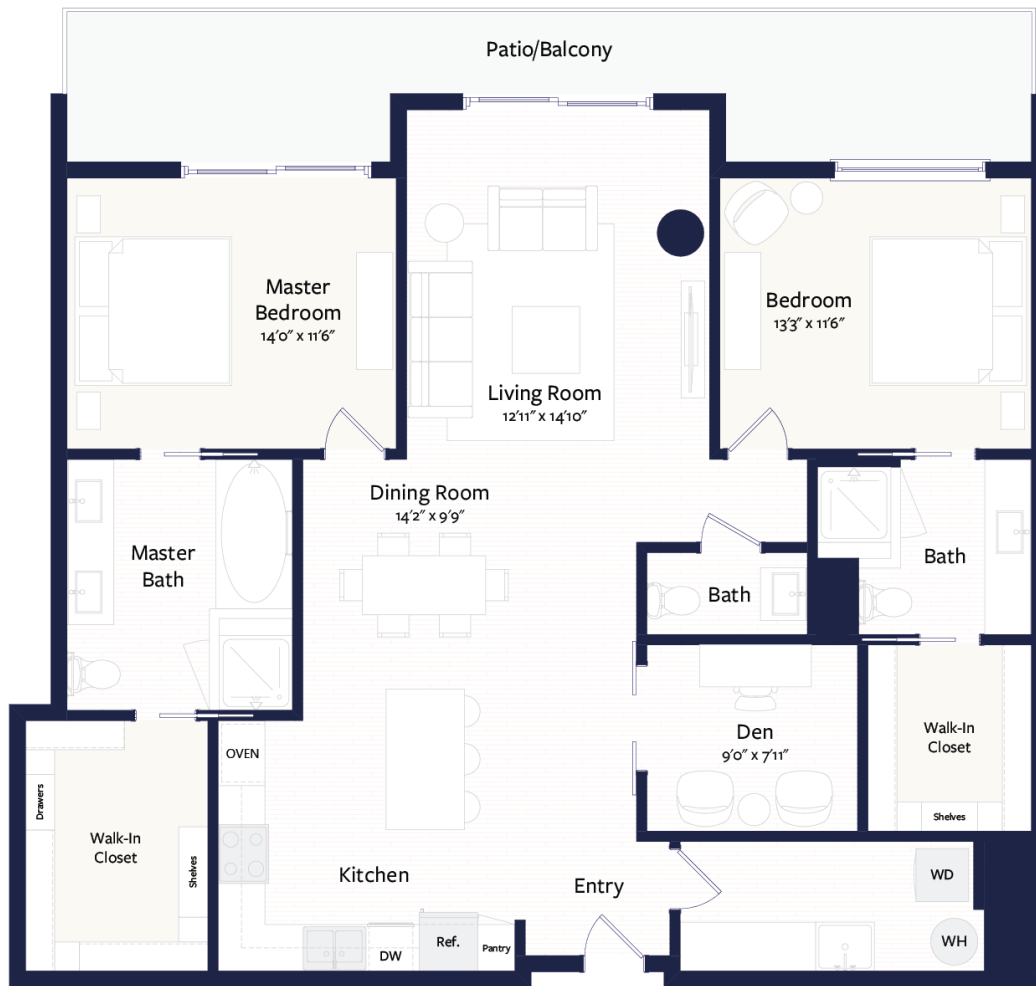 Patio/Balcony
Master
Bedroom
14'0" x 11'6"
Living Room
12'11" x 14'10"
Bedroom
13'3" x 11'6"
Dining Room
14'2" x 9'9"
Master
Bath
Bath
Bath
Den
9'0" x 7'11"
Walk-In
Closet
Shelves
OVEN
Drawers
Walk-In
Closet
Shelves
Kitchen
Entry
WD
WH
Ref.
DW
Pantry